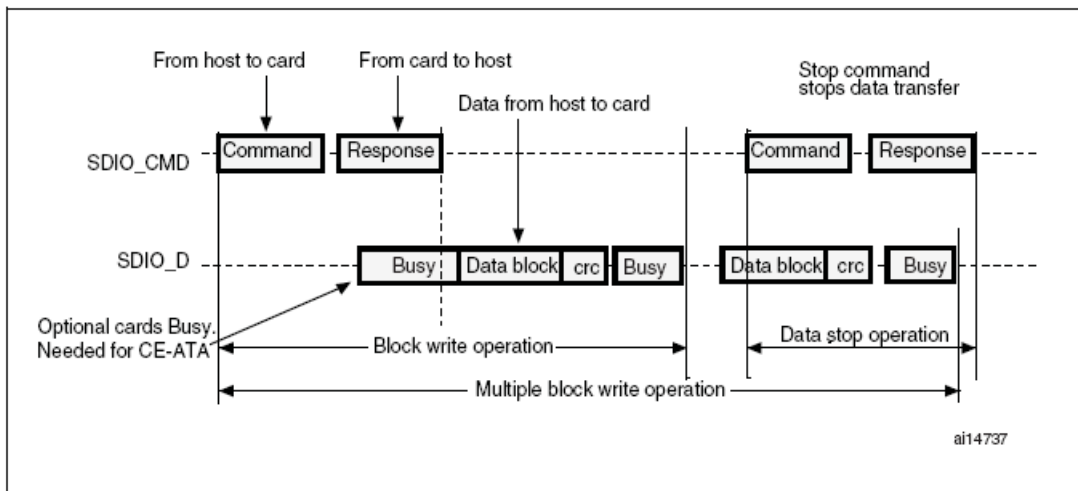 From host to card
From card to host
Stop command
stops data transfer
Data from host to card
SDIO_CMD
Command
Response
Command
Response
SDIO_D
Busy
Data block
crc
Busy
Data block
crc
Busy
Optional cards Busy.
Needed for CE-ATA
Block write operation
Data stop operation
Multiple block write operation
ai14737